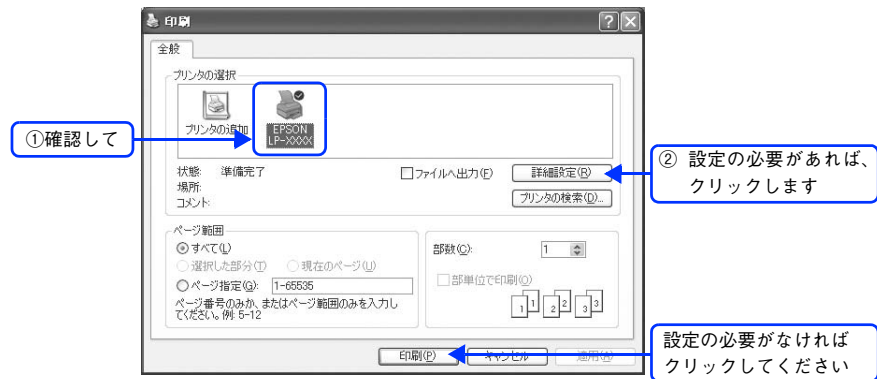 印刷
全般
プリンタの選択
プリンタの追加
EPSON
LP-XXXX
①確認して
状態: 準備完了
場所:
コメント:
ファイルへ出力(F)
詳細設定(R)
プリンタの検索(D)...
② 設定の必要があれば、
クリックします
ページ範囲
すべて(L)
選択した部分(T) 現在のページ(U)
ページ指定(G): 1-65535
ページ番号のみか、またはページ範囲のみを入力し
てください。例: 5-12
部数(C): 1
部単位で印刷(O)
1 1 2 2 3 3
印刷(P) キャンセル 適用(A)
設定の必要がなければ
クリックしてください